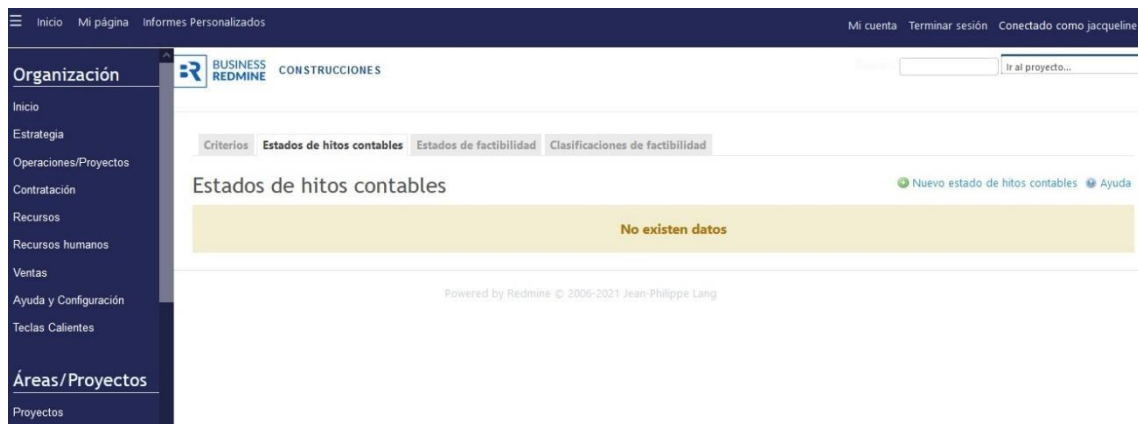 Inicio Mi página Informes Personalizados
Mi cuenta Terminar sesión Conectado como jacqueline
Organización
Inicio
Estrategia
Operaciones/Proyectos
Contratación
Recursos
Recursos humanos
Ventas
Ayuda y Configuración
Teclas Calientes
Áreas/Proyectos
Proyectos
BUSINESS
REDMINE
CONSTRUCCIONES
Ir al proyecto...
Criterios Estados de hitos contables Estados de factibilidad Clasificaciones de factibilidad
Estados de hitos contables
Nuevo estado de hitos contables Ayuda
No existen datos
Powered by Redmine © 2006-2021 Jean-Philippe Lang